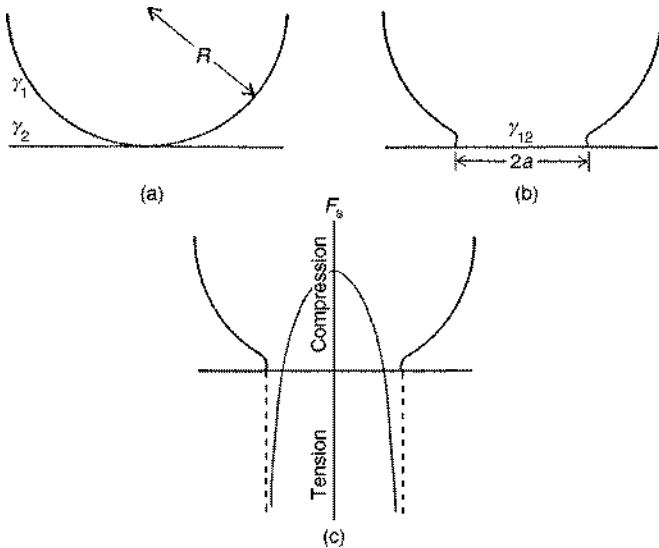 R
γ₁
γ₂
(a)
γ₁₂
2a
(b)
Fₛ
Compression
Tension
(c)